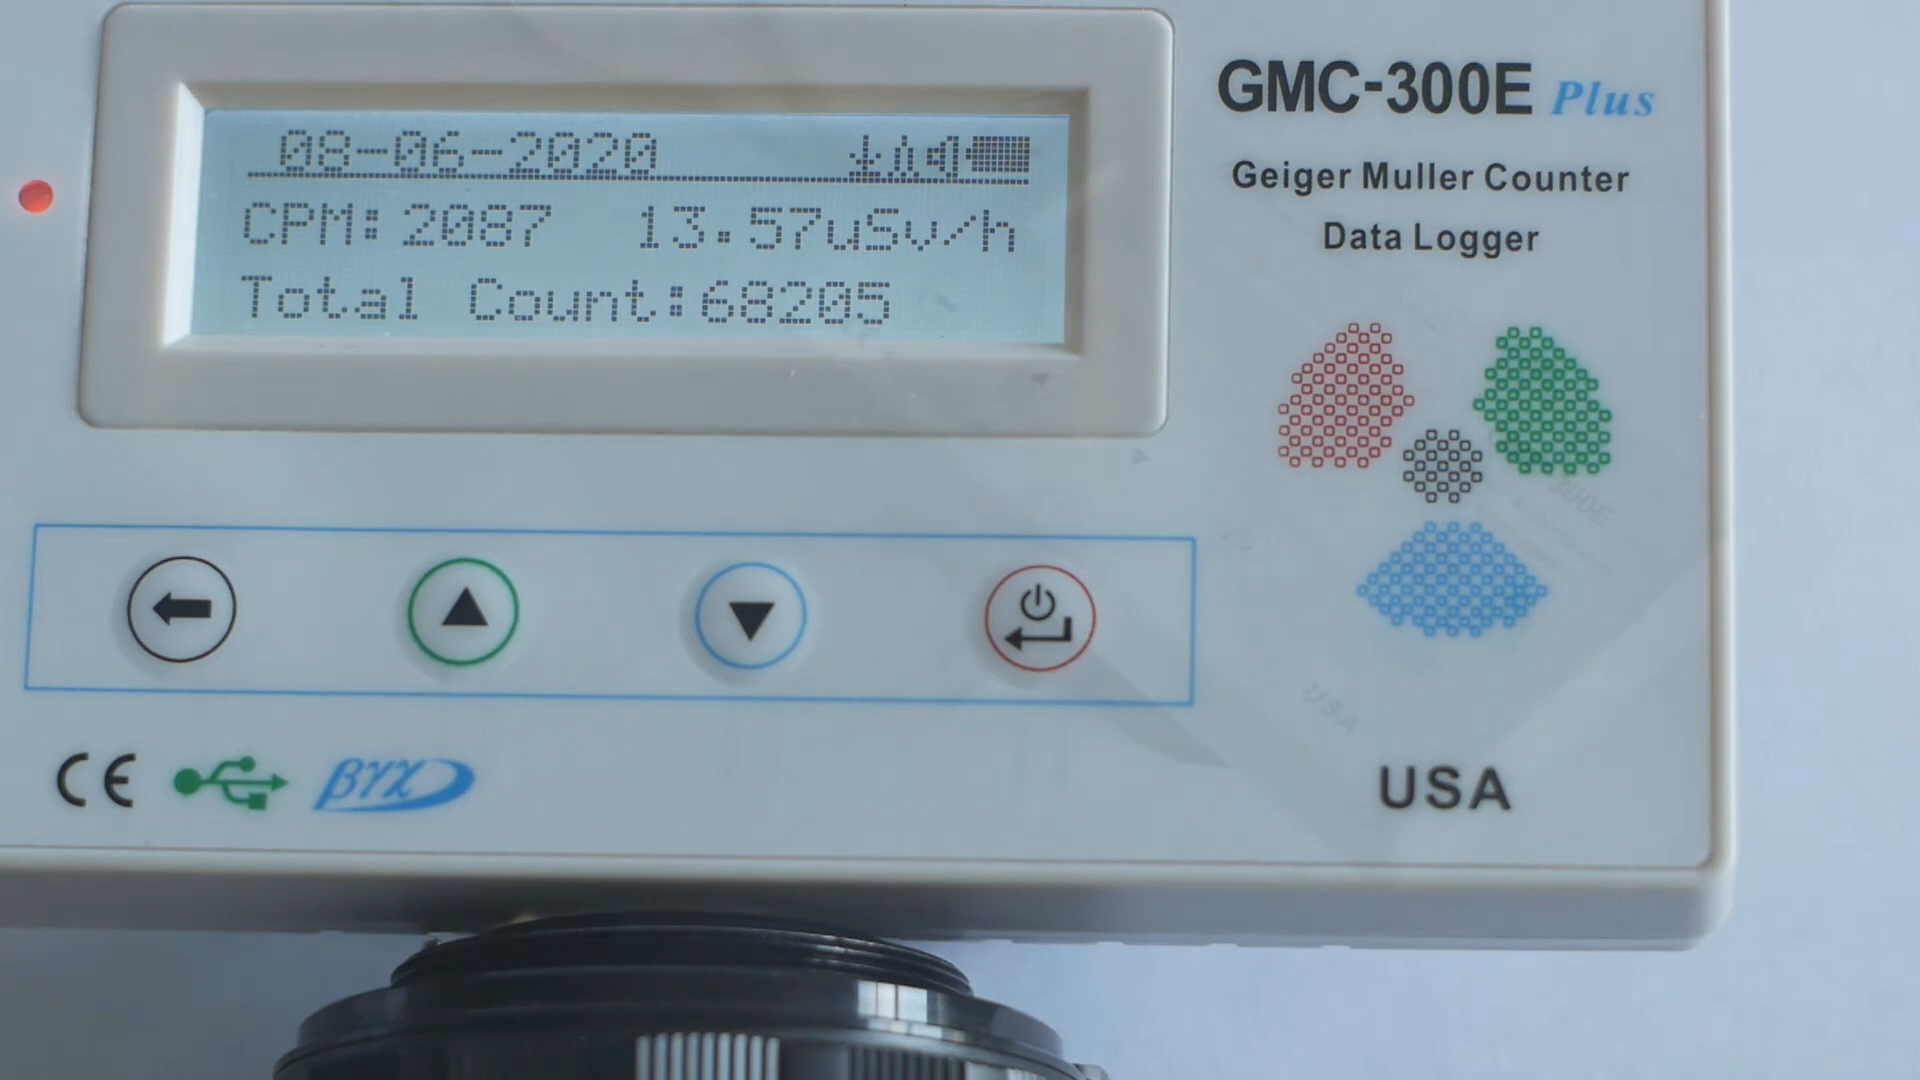 GMC-300E Plus
Geiger Muller Counter
Data Logger
08-06-2020
CPM:2087 13.57uSv/h
Total Count:68205
CE
βγχ
USA